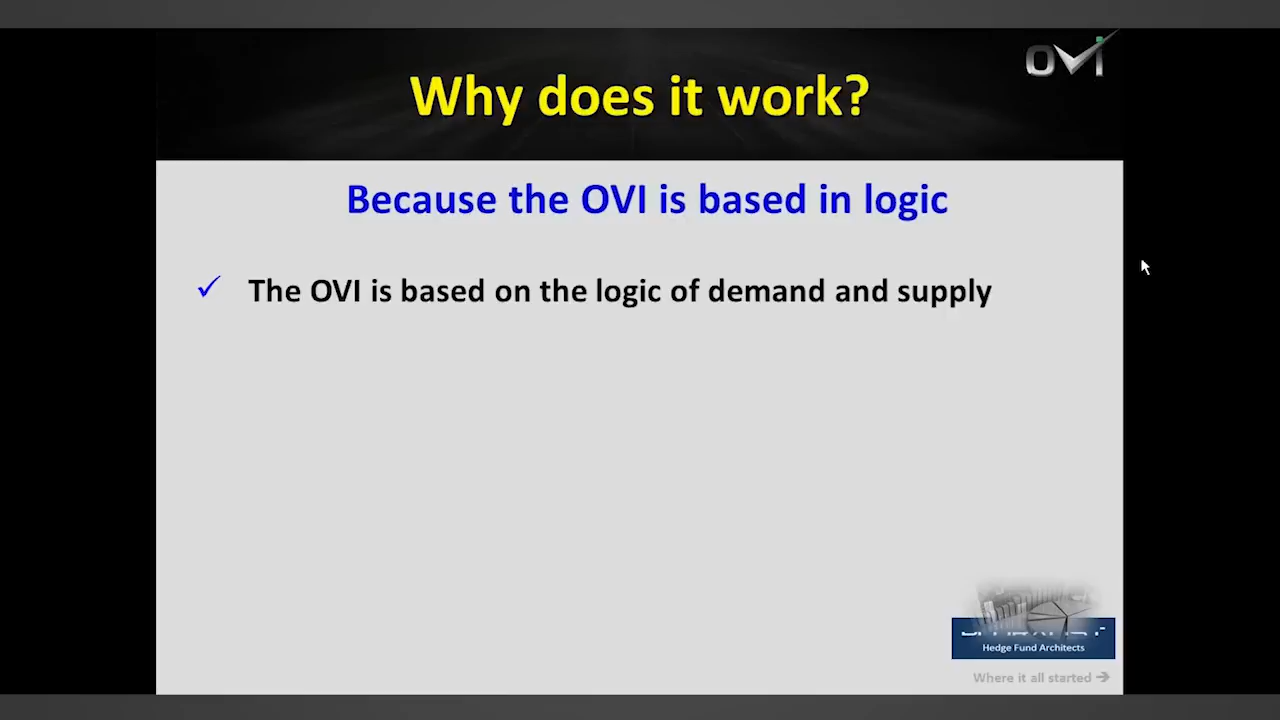 OVI
Why does it work?
Because the OVI is based in logic
✓ The OVI is based on the logic of demand and supply
Hedge Fund Architects
Where it all started →